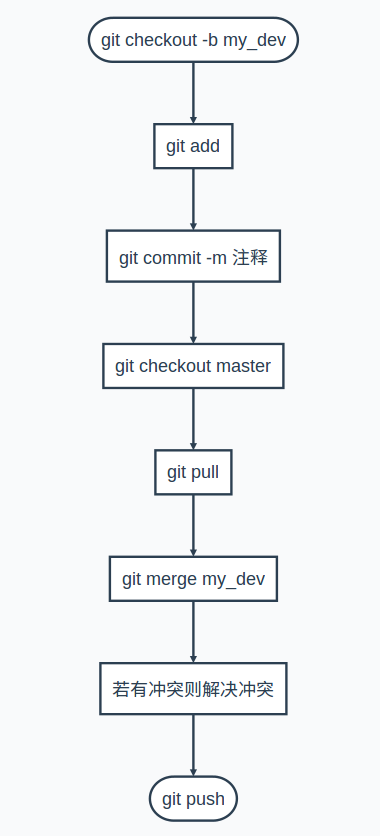 git checkout -b my_dev
git add
git commit -m 注释
git checkout master
git pull
git merge my_dev
若有冲突则解决冲突
git push